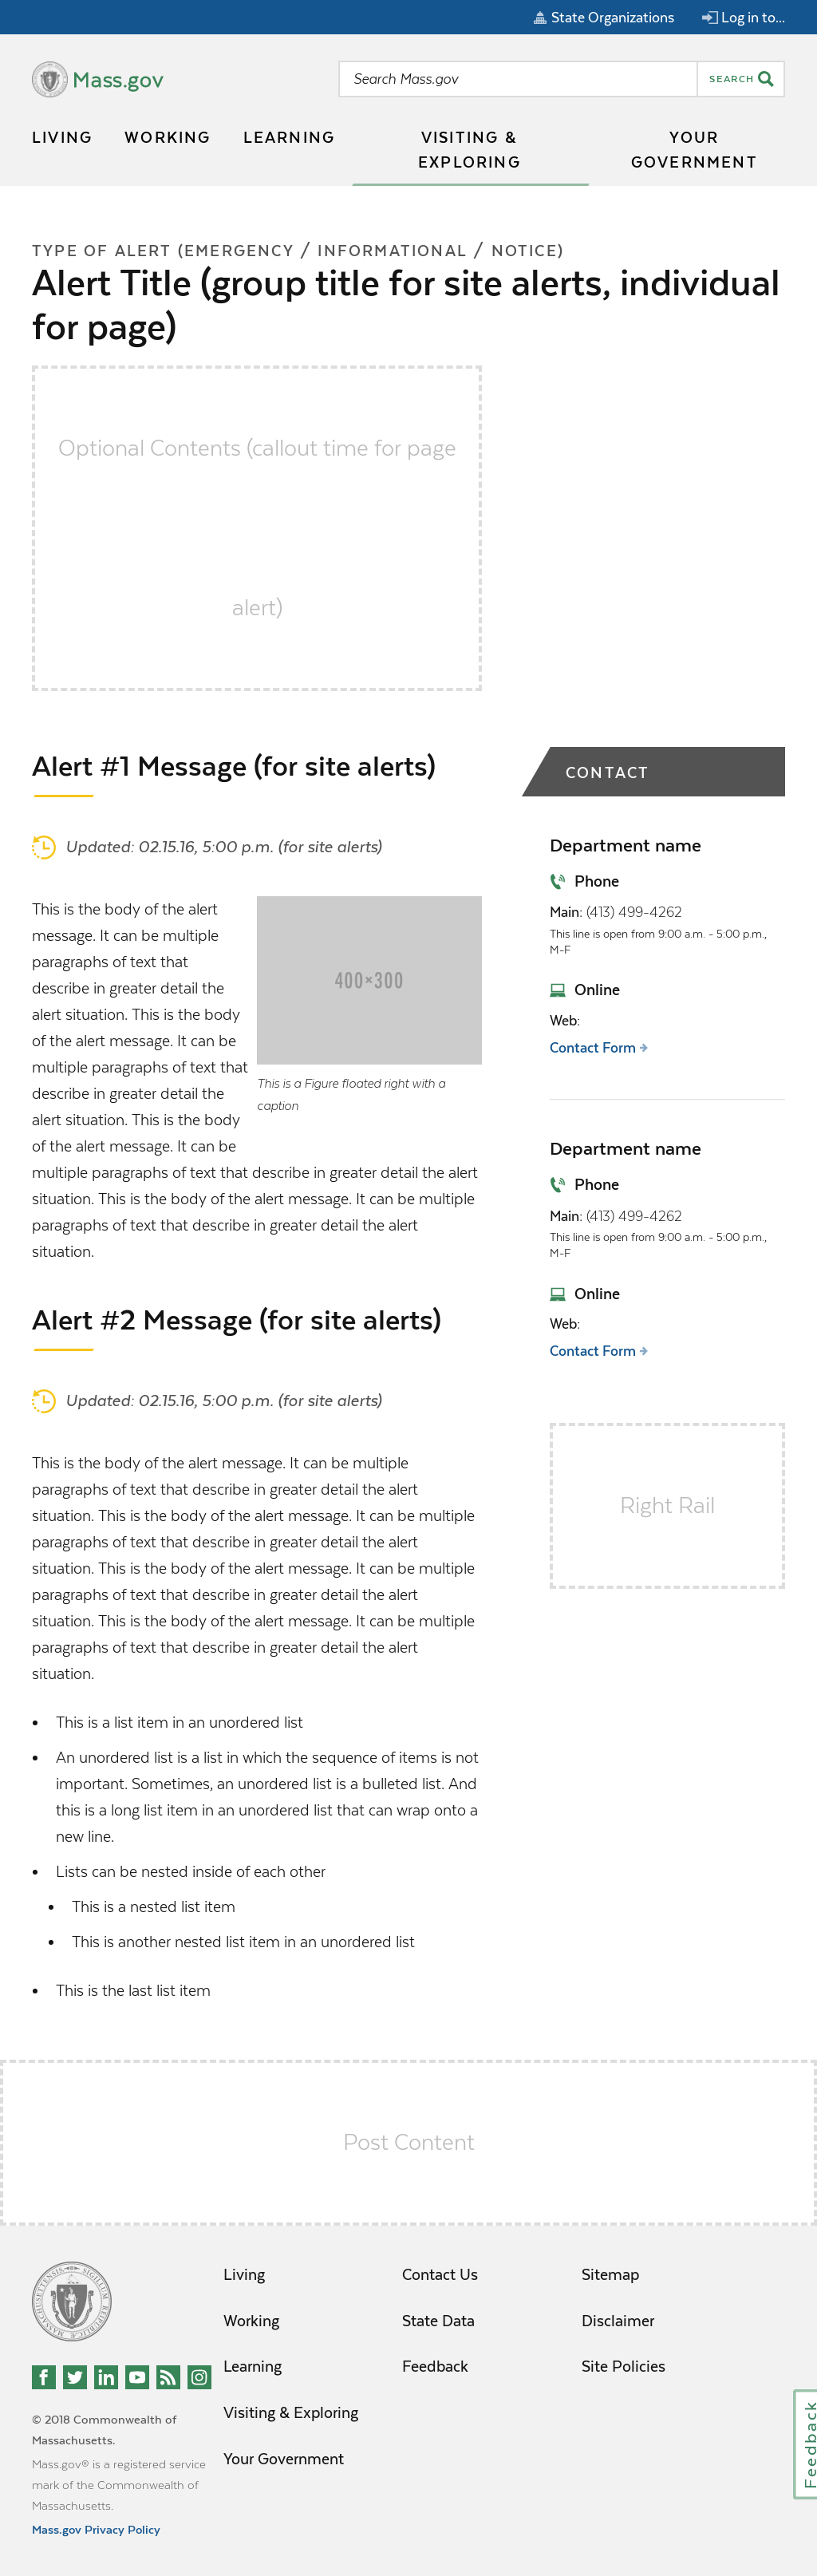 State Organizations
Log in to...
Mass.gov
Search Mass.gov
SEARCH
LIVING
WORKING
LEARNING
VISITING &
EXPLORING
YOUR
GOVERNMENT
TYPE OF ALERT (EMERGENCY / INFORMATIONAL / NOTICE)
Alert Title (group title for site alerts, individual
for page)
Optional Contents (callout time for page
alert)
Alert #1 Message (for site alerts)
Updated: 02.15.16, 5:00 p.m. (for site alerts)
This is the body of the alert
message. It can be multiple
paragraphs of text that
describe in greater detail the
alert situation. This is the body
of the alert message. It can be
multiple paragraphs of text that
describe in greater detail the
alert situation. This is the body
of the alert message. It can be
multiple paragraphs of text that describe in greater detail the alert
situation. This is the body of the alert message. It can be multiple
paragraphs of text that describe in greater detail the alert
situation.
400×300
This is a Figure floated right with a
caption
Alert #2 Message (for site alerts)
Updated: 02.15.16, 5:00 p.m. (for site alerts)
This is the body of the alert message. It can be multiple
paragraphs of text that describe in greater detail the alert
situation. This is the body of the alert message. It can be multiple
paragraphs of text that describe in greater detail the alert
situation. This is the body of the alert message. It can be multiple
paragraphs of text that describe in greater detail the alert
situation. This is the body of the alert message. It can be multiple
paragraphs of text that describe in greater detail the alert
situation.
• This is a list item in an unordered list
• An unordered list is a list in which the sequence of items is not
important. Sometimes, an unordered list is a bulleted list. And
this is a long list item in an unordered list that can wrap onto a
new line.
• Lists can be nested inside of each other
• This is a nested list item
• This is another nested list item in an unordered list
• This is the last list item
CONTACT
Department name
Phone
Main: (413) 499-4262
This line is open from 9:00 a.m. - 5:00 p.m.,
M-F
Online
Web:
Contact Form
Department name
Phone
Main: (413) 499-4262
This line is open from 9:00 a.m. - 5:00 p.m.,
M-F
Online
Web:
Contact Form
Right Rail
Post Content
Living
Working
Learning
Visiting & Exploring
Your Government
Contact Us
State Data
Feedback
Sitemap
Disclaimer
Site Policies
© 2018 Commonwealth of
Massachusetts.
Mass.gov® is a registered service
mark of the Commonwealth of
Massachusetts.
Mass.gov Privacy Policy
Feedback